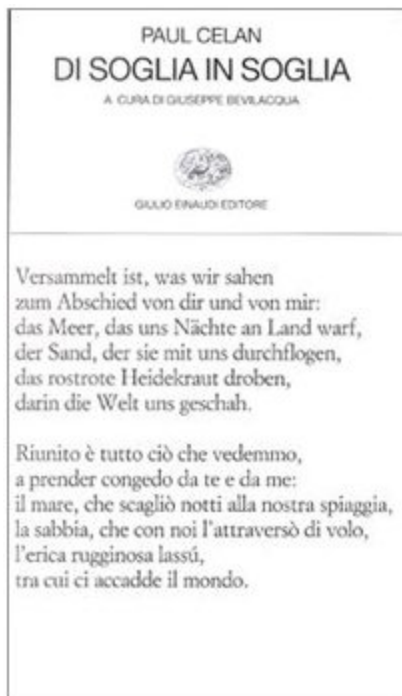 PAUL CELAN
DI SOGLIA IN SOGLIA
A CURA DI GIUSEPPE BEVILACQUA
GIULIO EINAUDI EDITORE
Versammelt ist, was wir sahen
zum Abschied von dir und von mir:
das Meer, das uns Nächte an Land warf,
der Sand, der sie mit uns durchflogen,
das rostrote Heidekraut droben,
darin die Welt uns geschah.
Riunito è tutto ciò che vedemmo,
a prender congedo da te e da me:
il mare, che scagliò notti alla nostra spiaggia,
la sabbia, che con noi l'attraversò di volo,
l'erica rugginosa lassú,
tra cui ci accadde il mondo.